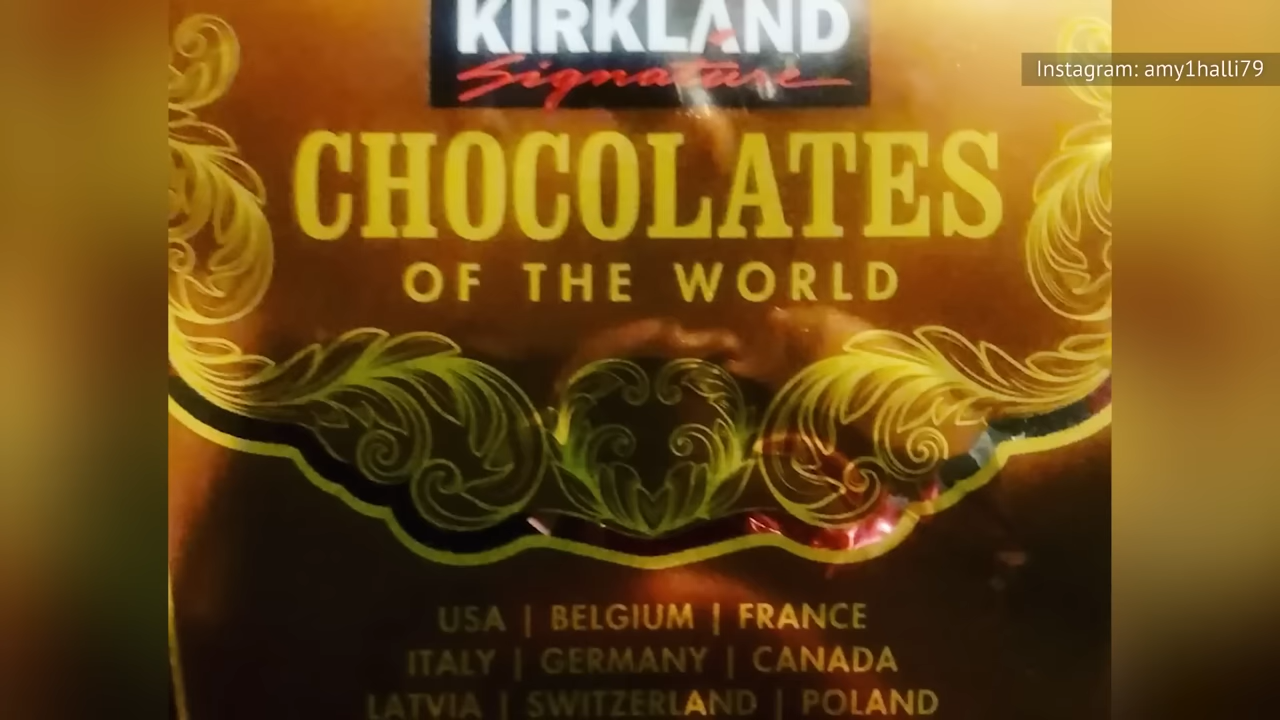 KIRKLAND
Signature
Instagram: amy1halli79
CHOCOLATES
OF THE WORLD
USA | BELGIUM | FRANCE
ITALY | GERMANY | CANADA
LATVIA | SWITZERLAND | POLAND